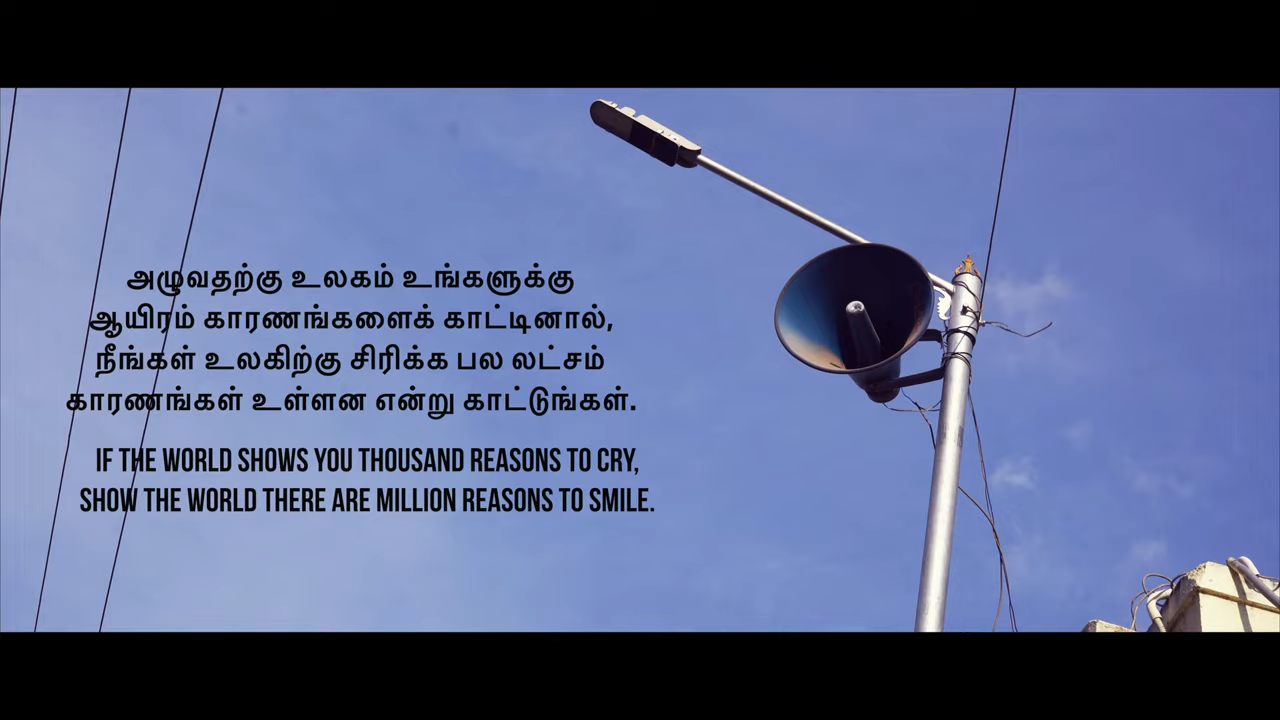 அழுவதற்கு உலகம் உங்களுக்கு
ஆயிரம் காரணங்களைக் காட்டினால்,
நீங்கள் உலகிற்கு சிரிக்க பல லட்சம்
காரணங்கள் உள்ளன என்று காட்டுங்கள்.
IF THE WORLD SHOWS YOU THOUSAND REASONS TO CRY,
SHOW THE WORLD THERE ARE MILLION REASONS TO SMILE.